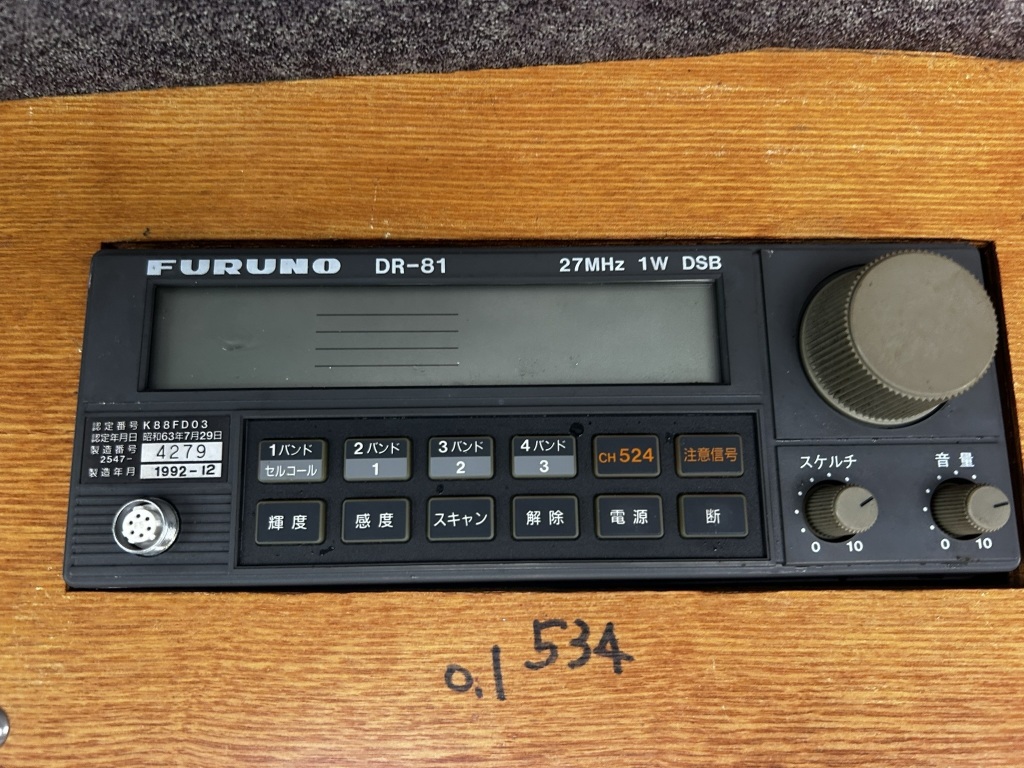 FURUNO DR-81 27MHz 1W DSB
認定番号 K88FD03
認定年月日 昭和63年7月29日
製造番号 4279
2547-
製造年月 1992-12
1バンド 2バンド 3バンド 4バンド
セルコール 1 2 3
CH 524 注意信号
輝度 感度 スキャン 解除 電源 断
スケルチ 音量
0 10 0 10
0.1 534